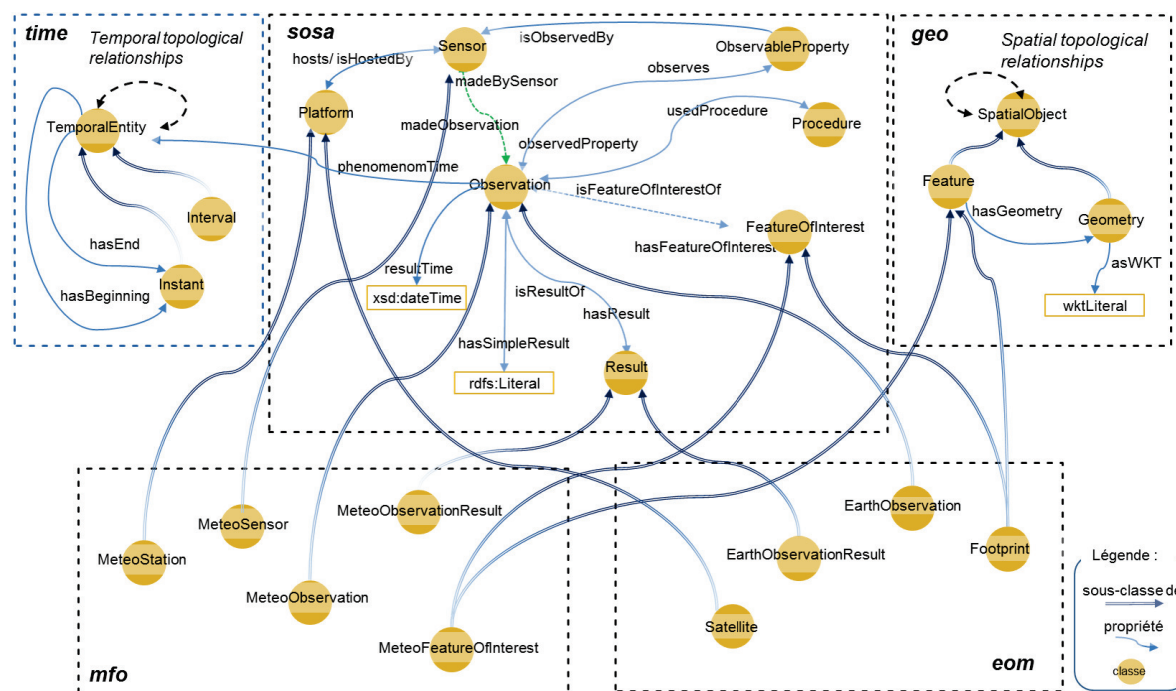 time
Temporal topological
relationships
TemporalEntity
Interval
hasEnd
Instant
hasBeginning
sosa
Sensor
isObservedBy
ObservableProperty
hosts/ isHostedBy
madeBySensor
observes
Platform
usedProcedure
Procedure
madeObservation
observedProperty
phenomenomTime
Observation
isFeatureOfInterestOf
FeatureOfInterest
hasFeatureOfInterest
resultTime
xsd:dateTime
isResultOf
hasResult
hasSimpleResult
Result
rdfs:Literal
geo
Spatial topological
relationships
SpatialObject
Feature
hasGeometry
Geometry
asWKT
wktLiteral
MeteoObservationResult
MeteoSensor
MeteoStation
MeteoObservation
MeteoFeatureOfInterest
mfo
EarthObservation
EarthObservationResult
Footprint
Satellite
eom
Légende :
sous-classe de
propriété
classe